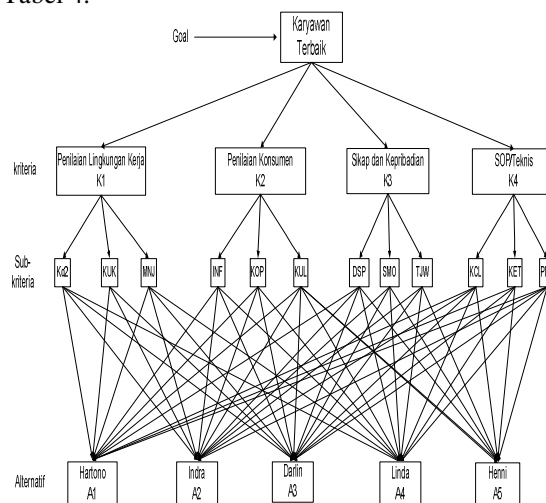 Tabel 4.
Goal
Karyawan
Terbaik
kriteria
Penilaian Lingkungan Kerja
K1
Penilaian Konsumen
K2
Sikap dan Kepribadian
K3
SOP/Teknis
K4
Sub-
kriteria
KUK
MNJ
INF
KOP
KUL
DSP
SMO
TJW
KCL
KET
Alternatif
Hartono
A1
Indra
A2
Darlin
A3
Linda
A4
Henni
A5